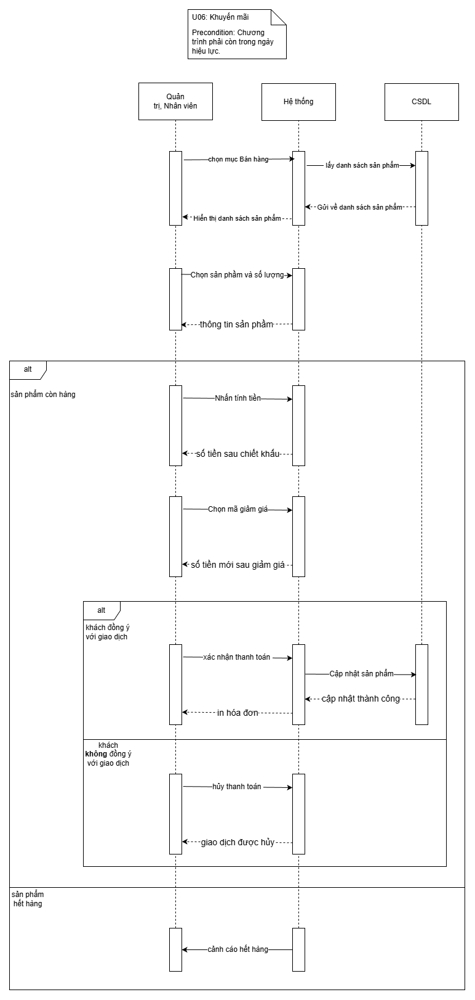 U06: Khuyến mãi
Precondition: Chương
trình phải còn trong ngày
hiệu lực.
Quản
trị, Nhân viên
Hệ thống
CSDL
chọn mục Bán hàng
lấy danh sách sản phẩm
Gửi về danh sách sản phẩm
Hiển thị danh sách sản phẩm
Chọn sản phầm và số lượng
thông tin sản phầm
alt
sản phẩm còn hàng
Nhấn tính tiền
số tiền sau chiết khấu
Chọn mã giảm giá
số tiền mới sau giảm giá
alt
khách đồng ý
với giao dịch
xác nhận thanh toán
Cập nhật sản phẩm
cập nhật thành công
in hóa đơn
khách
không đồng ý
với giao dịch
hủy thanh toán
giao dịch được hủy
sản phẩm
hết hàng
cảnh cáo hết hàng